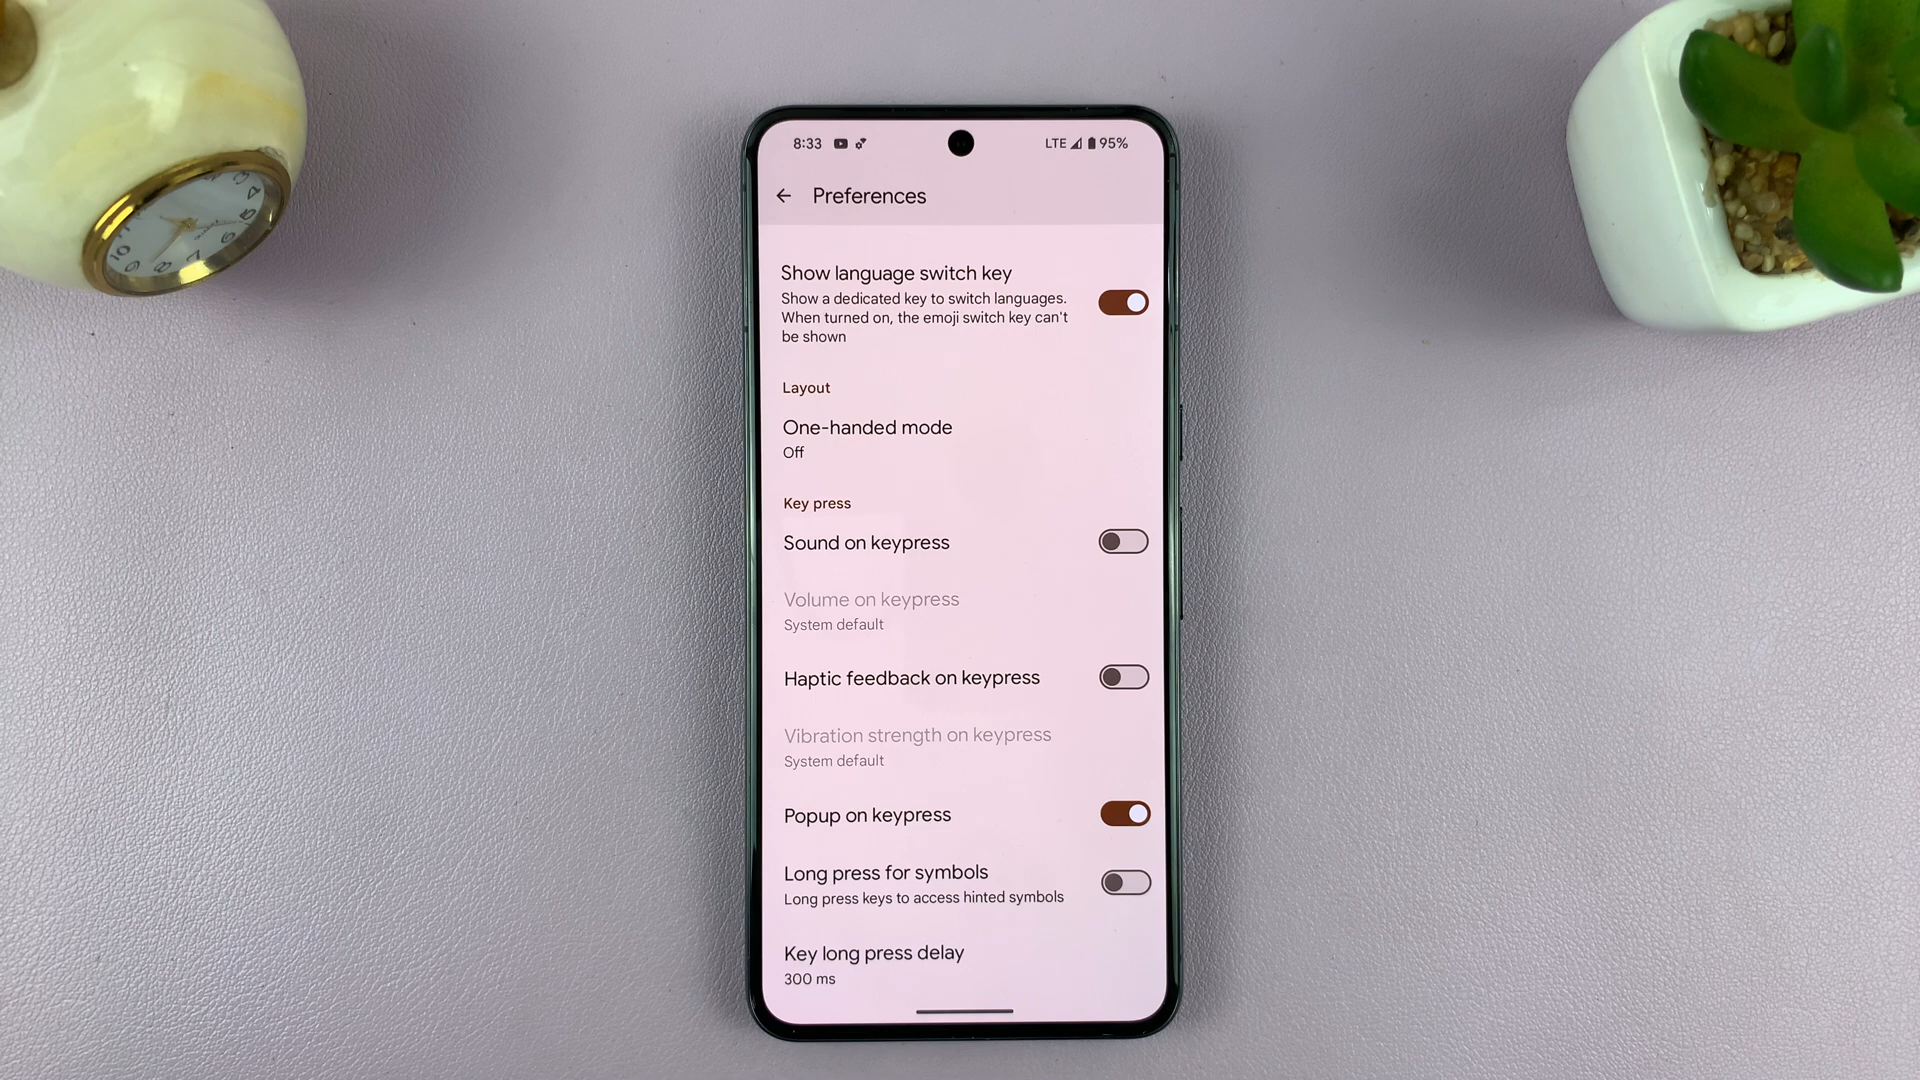 8:33 LTE 95%
Preferences
Show language switch key
Show a dedicated key to switch languages.
When turned on, the emoji switch key can't
be shown
Layout
One-handed mode
Off
Key press
Sound on keypress
Volume on keypress
System default
Haptic feedback on keypress
Vibration strength on keypress
System default
Popup on keypress
Long press for symbols
Long press keys to access hinted symbols
Key long press delay
300 ms